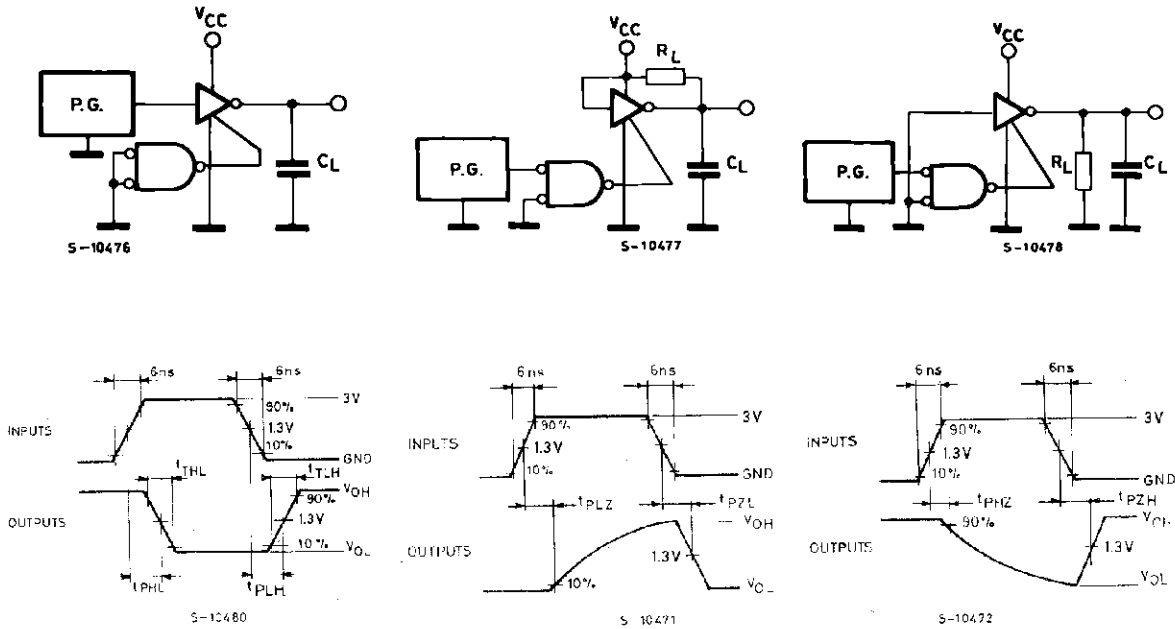 VCC
P.G.
CL
S-10476
VCC
RL
P.G.
CL
S-10477
VCC
P.G.
RL
CL
S-10478
6ns
6ns
INPUTS
90%
1.3V
10%
3V
GND
tTHL
tTLH
OUTPUTS
VOH
90%
1.3V
10%
VOL
tPHL
tPLH
S-10480
6ns
6ns
INPUTS
90%
1.3V
10%
3V
GND
tPLZ
tPZL
OUTPUTS
VOH
1.3V
10%
VOL
S-10471
6ns
6ns
INPUTS
90%
1.3V
10%
3V
GND
tPHZ
tPZH
OUTPUTS
90%
VOH
1.3V
VOL
S-10472